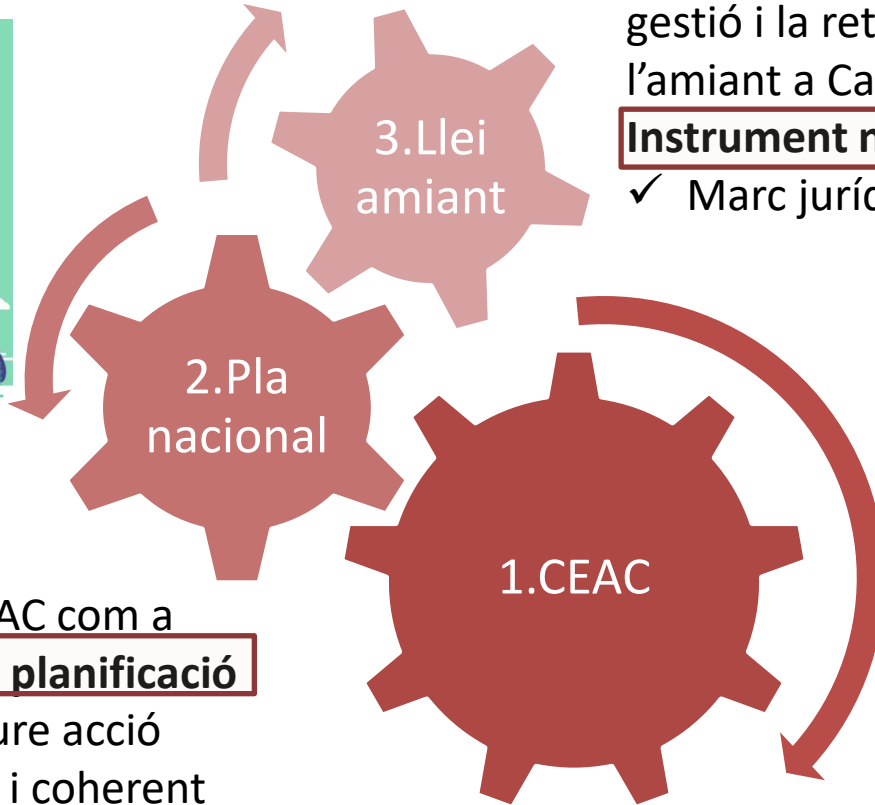 gestió i la ret
l’amiant a Ca
Instrument
✓ Marc juríd
3.Llei
amiant
2.Pla
nacional
1.CEAC
AC com a
planificació
ure acció
i coherent